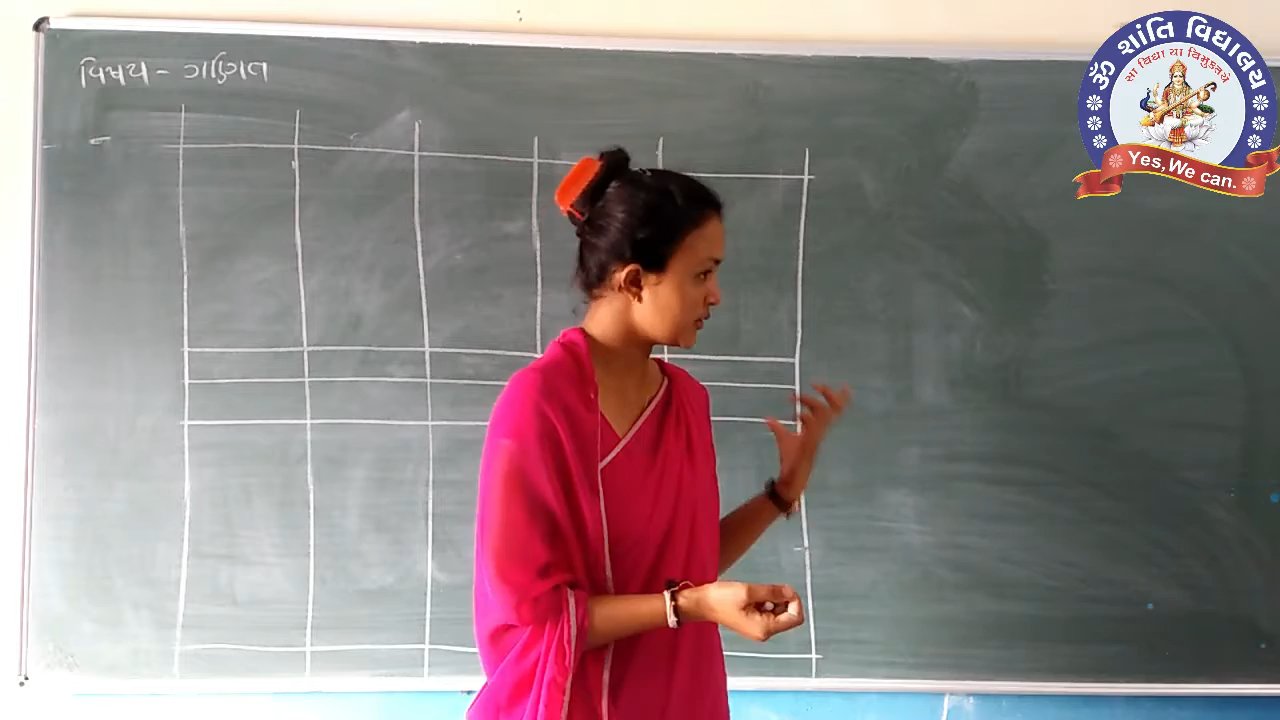 વિષય - ગણિત
ૐ શાંતિ વિદ્યાલય
સા વિદ્યા યા વિમુક્તયે
Yes, We can.